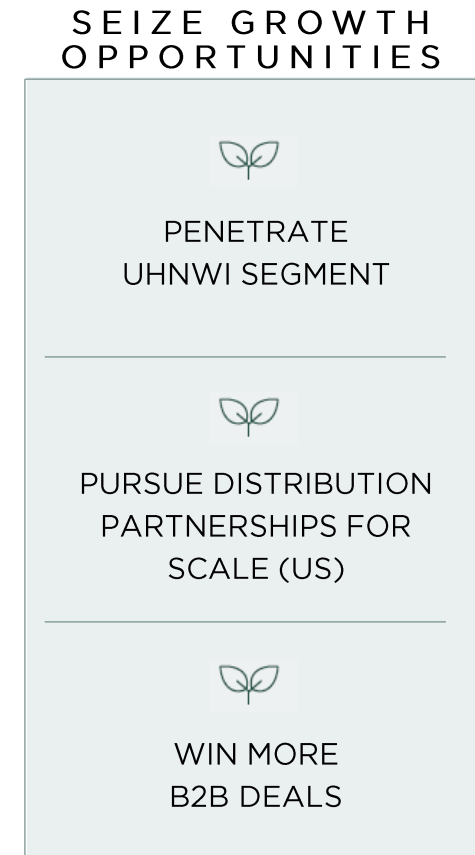 SEIZE GROWTH
OPPORTUNITIES
PENETRATE
UHNWI SEGMENT
PURSUE DISTRIBUTION
PARTNERSHIPS FOR
SCALE (US)
WIN MORE
B2B DEALS